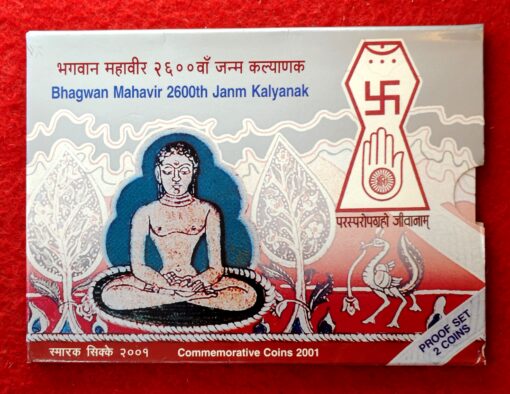 भगवान महावीर २६००वाँ जन्म कल्याणक
Bhagwan Mahavir 2600th Janm Kalyanak
परस्परोपग्रहो जीवानाम्
स्मारक सिक्के २००१
Commemorative Coins 2001
PROOF SET
2 COINS